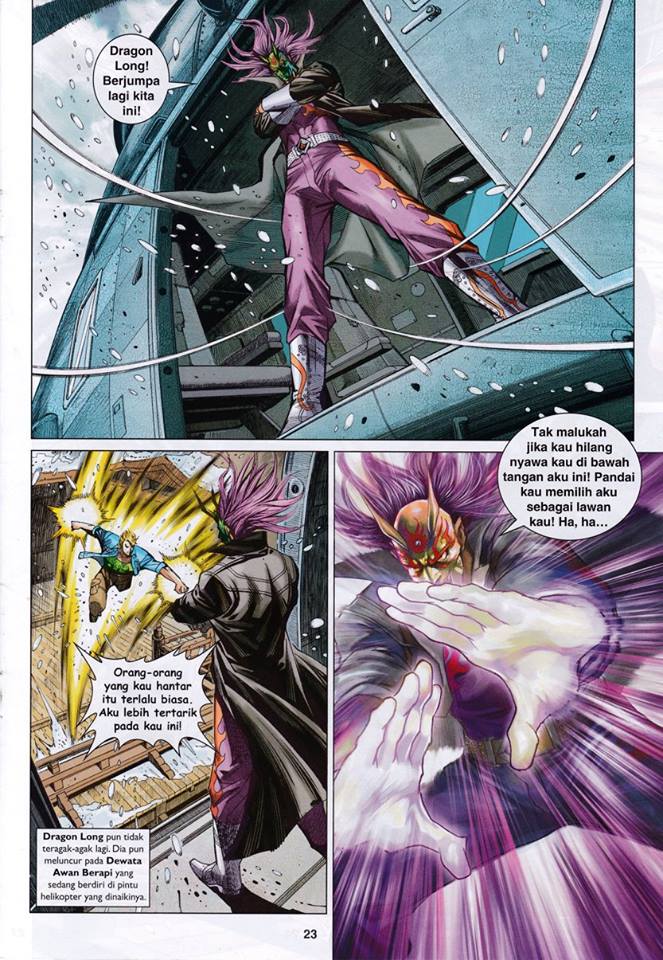 Dragon
Long!
Berjumpa
lagi kita
ini!
Orang-orang
yang kau hantar
itu terlalu biasa.
Aku lebih tertarik
pada kau ini!
Dragon Long pun tidak
teragak-agak lagi. Dia pun
meluncur pada Dewata
Awan Berapi yang
sedang berdiri di pintu
helikopter yang dinaikinya.
Tak malukah
jika kau hilang
nyawa kau di bawah
tangan aku ini! Pandai
kau memilih aku
sebagai lawan
kau! Ha, ha...
23